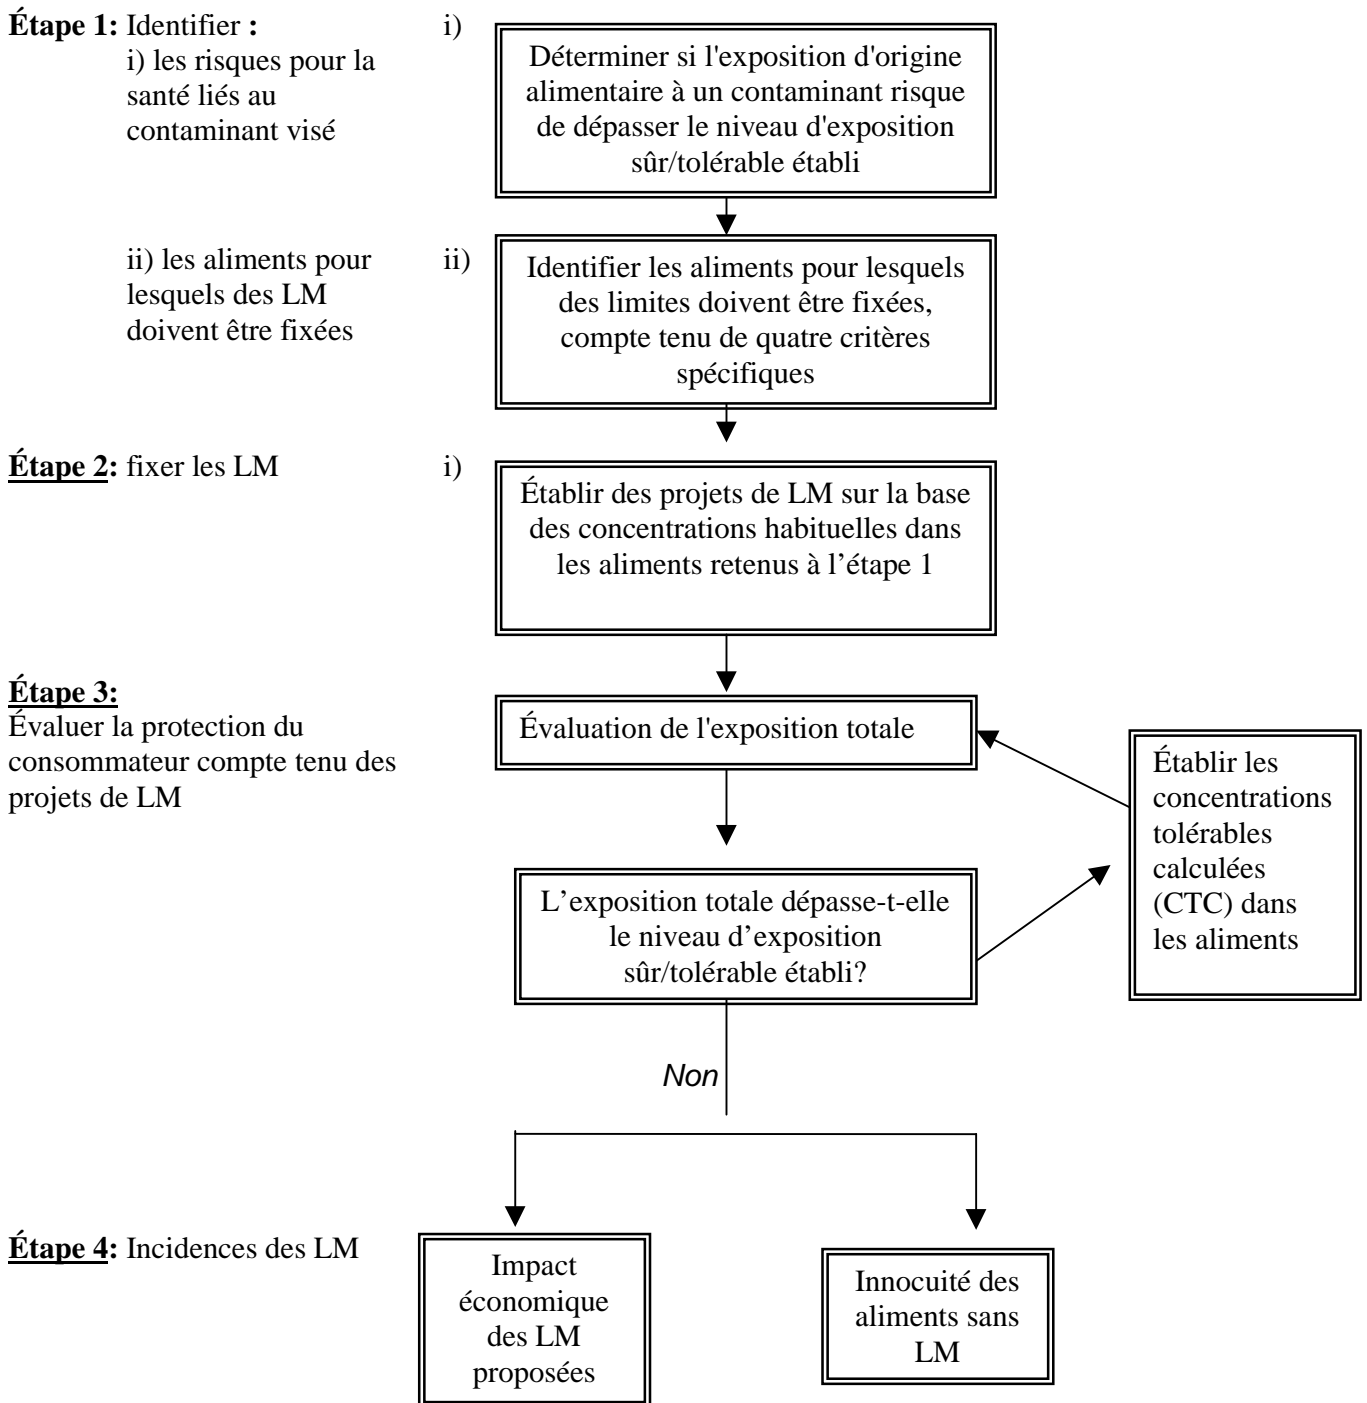 Étape 1: Identifier :
i) les risques pour la
santé liés au
contaminant visé
i)
Déterminer si l'exposition d'origine
alimentaire à un contaminant risque
de dépasser le niveau d'exposition
sûr/tolérable établi
ii) les aliments pour
lesquels des LM
doivent être fixées
ii)
Identifier les aliments pour lesquels
des limites doivent être fixées,
compte tenu de quatre critères
spécifiques
Étape 2: fixer les LM
i)
Établir des projets de LM sur la base
des concentrations habituelles dans
les aliments retenus à l’étape 1
Étape 3:
Évaluer la protection du
consommateur compte tenu des
projets de LM
Évaluation de l'exposition totale
Établir les
concentrations
tolérables
calculées
(CTC) dans
les aliments
L’exposition totale dépasse-t-elle
le niveau d’exposition
sûr/tolérable établi?
Non
Étape 4: Incidences des LM
Impact
économique
des LM
proposées
Innocuité des
aliments sans
LM